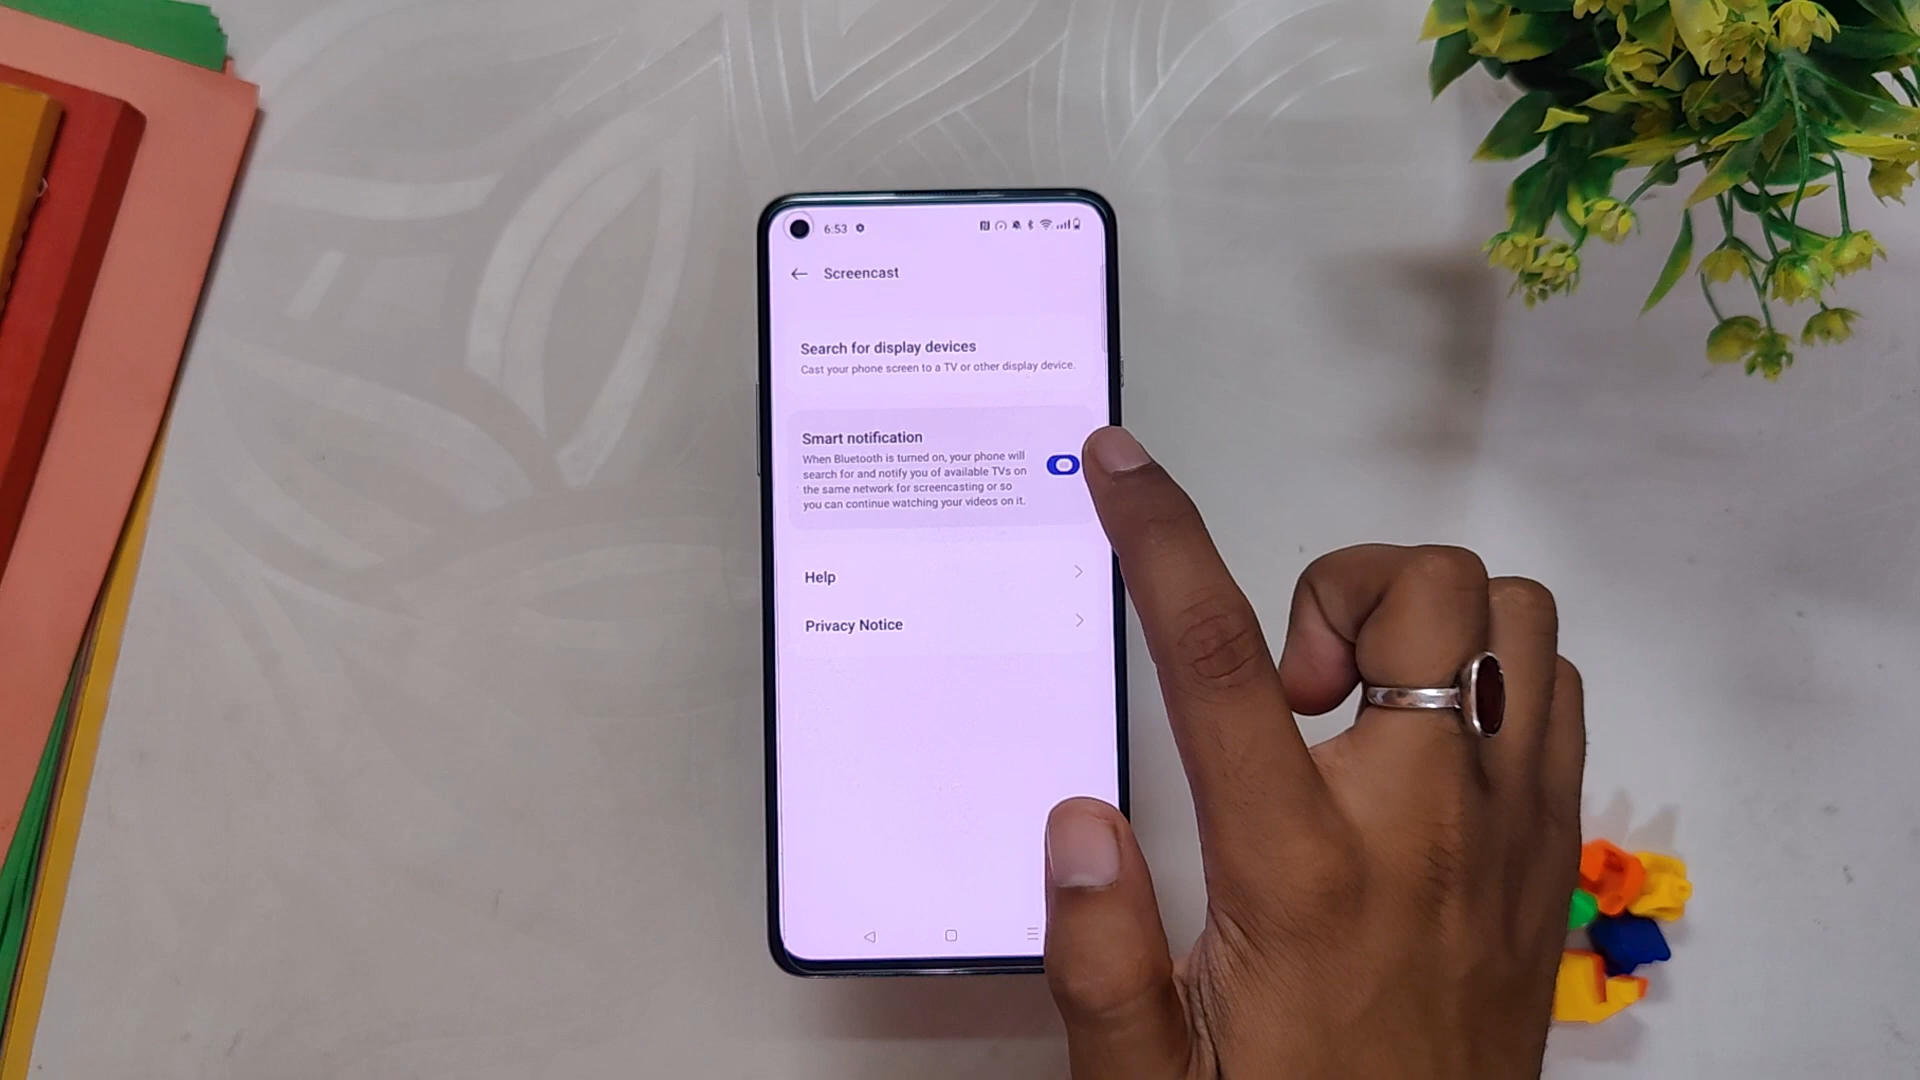 6:53
Screencast
Search for display devices
Cast your phone screen to a TV or other display device.
Smart notification
When Bluetooth is turned on, your phone will
search for and notify you of available TVs on
the same network for screencasting or so
you can continue watching your videos on it.
Help
Privacy Notice